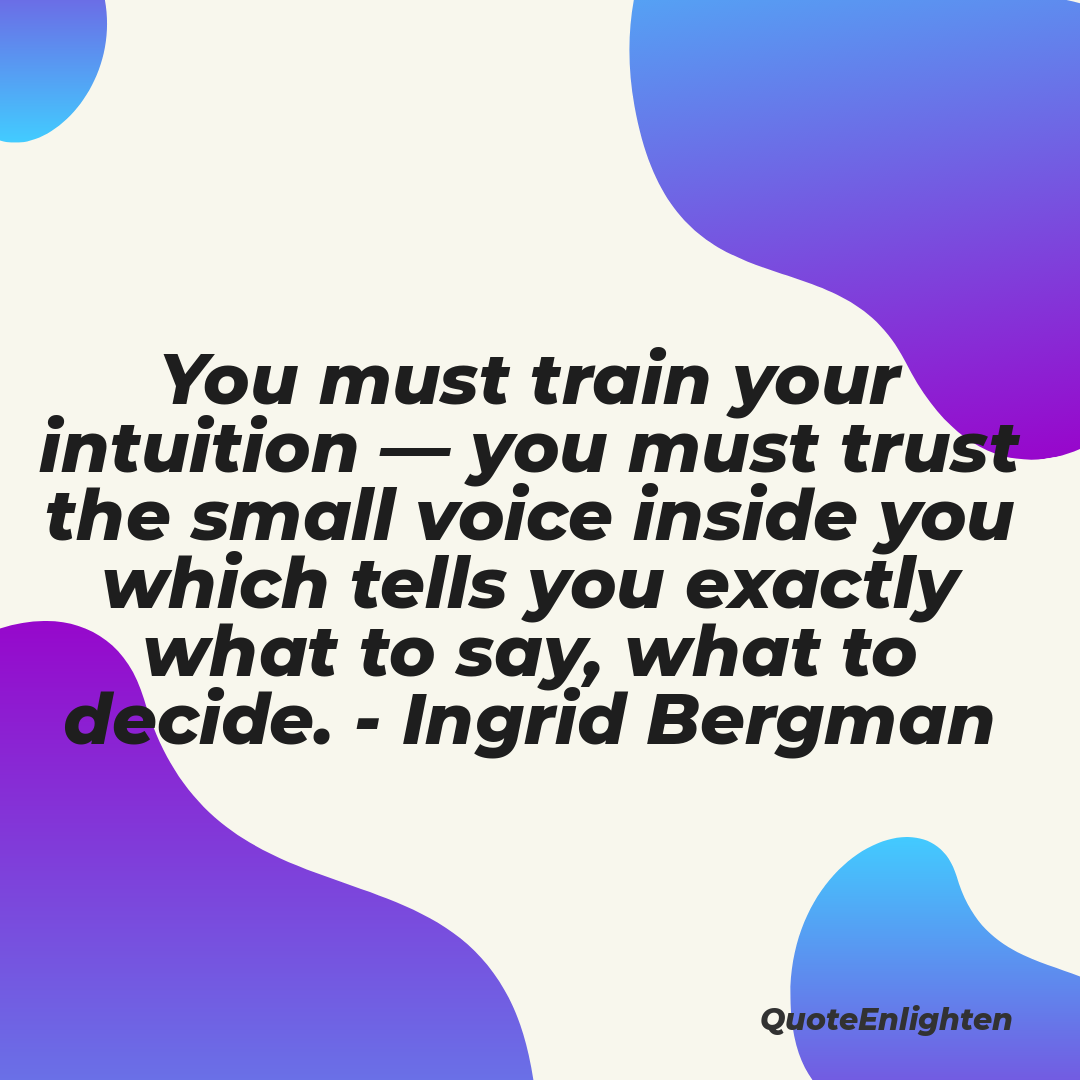 You must train your
intuition — you must trust
the small voice inside you
which tells you exactly
what to say, what to
decide. - Ingrid Bergman
QuoteEnlighten